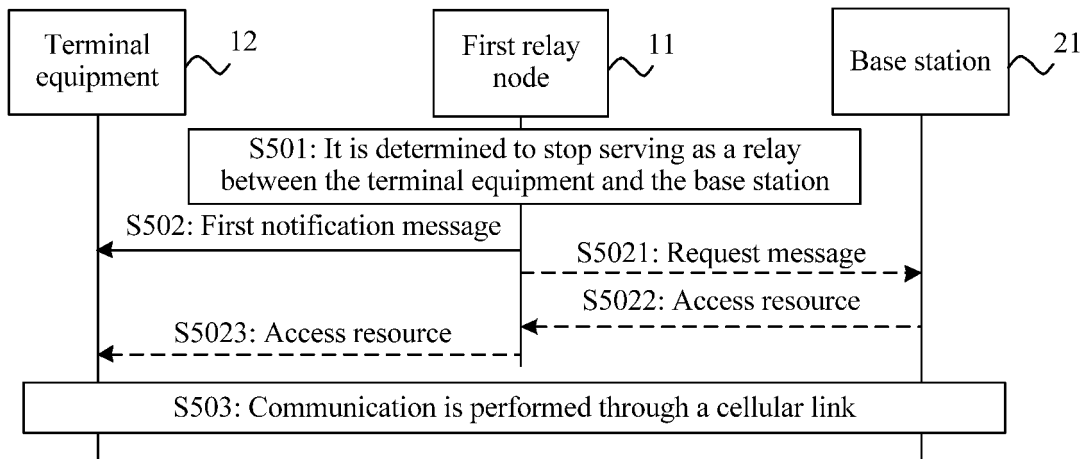 Terminal
equipment
12
First relay
node
11
Base station
21
S501: It is determined to stop serving as a relay
between the terminal equipment and the base station
S502: First notification message
S5021: Request message
S5022: Access resource
S5023: Access resource
S503: Communication is performed through a cellular link